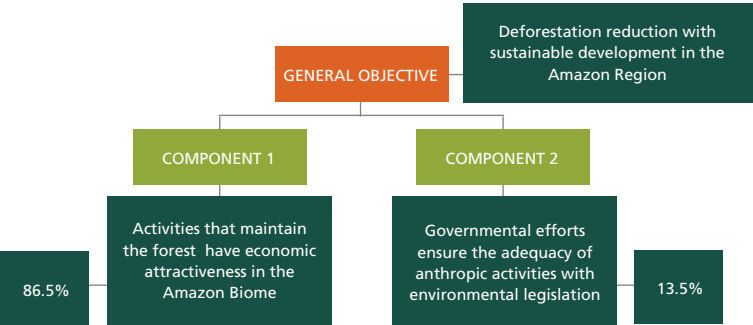 Deforestation reduction with
sustainable development in the
Amazon Region
GENERAL OBJECTIVE
COMPONENT 1
COMPONENT 2
Activities that maintain
the forest have economic
attractiveness in the
Amazon Biome
86.5%
Governmental efforts
ensure the adequacy of
anthropic activities with
environmental legislation
13.5%